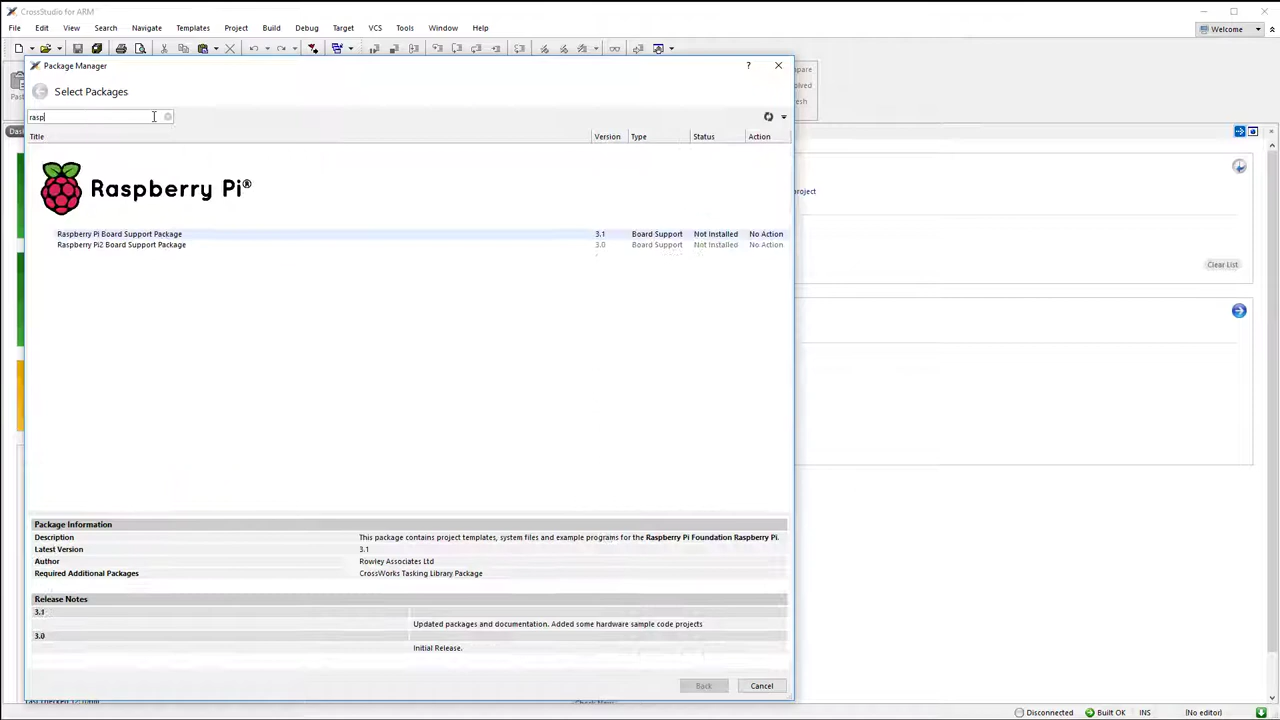 CrossStudio for ARM
File Edit View Search Navigate Templates Project Build Debug Target VCS Tools Window Help
Welcome
Package Manager
?
Select Packages
rasp
Title Version Type Status Action
Raspberry Pi®
Raspberry Pi Board Support Package 3.1 Board Support Not Installed No Action
Raspberry Pi2 Board Support Package 3.0 Board Support Not Installed No Action
project
Clear List
Package Information
Description This package contains project templates, system files and example programs for the Raspberry Pi Foundation Raspberry Pi.
Latest Version 3.1
Author Rowley Associates Ltd
Required Additional Packages CrossWorks Tasking Library Package
Release Notes
3.1
Updated packages and documentation. Added some hardware sample code projects
3.0
Initial Release.
Back Cancel
Disconnected Built OK INS (No editor)